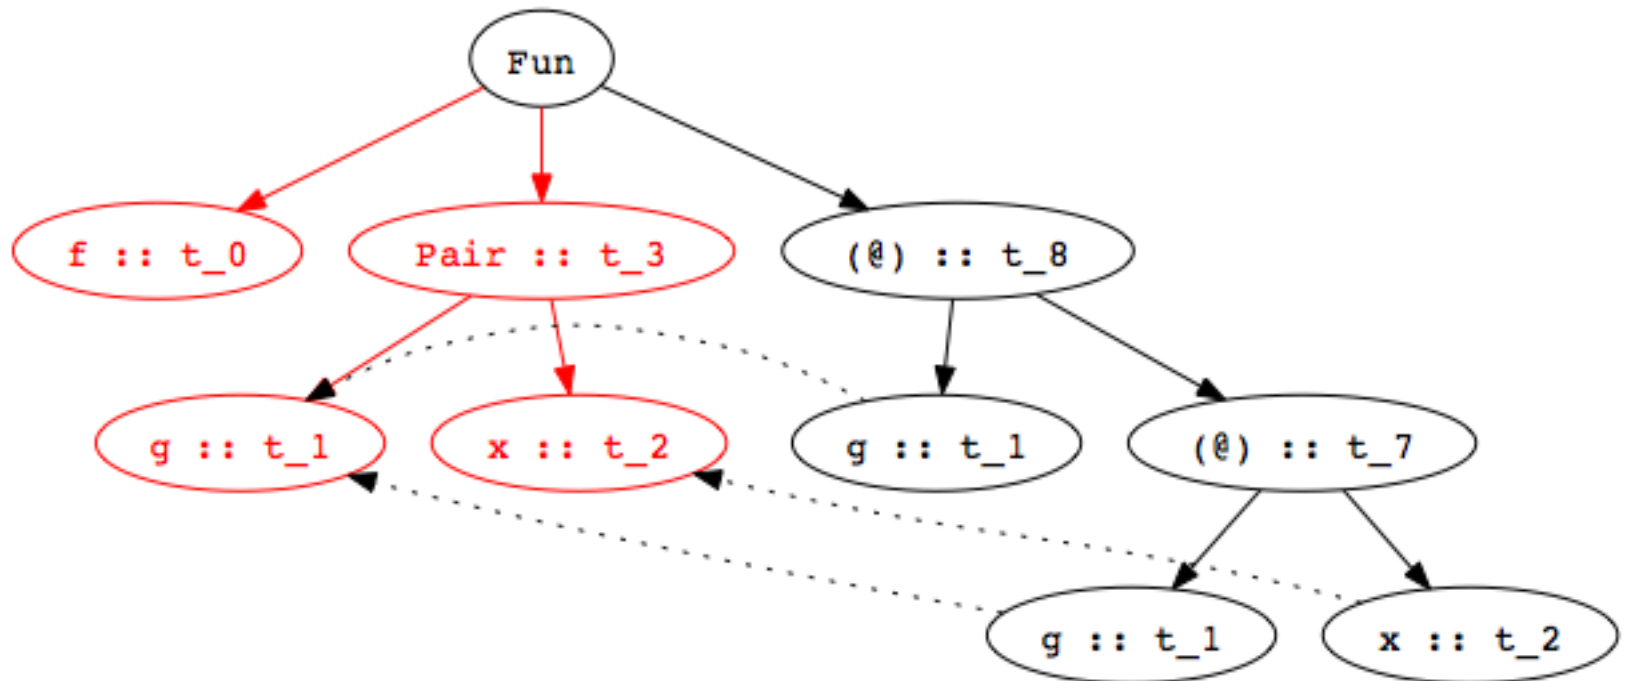 Fun
f :: t_0
Pair :: t_3
(@) :: t_8
g :: t_1
x :: t_2
g :: t_1
(@) :: t_7
g :: t_1
x :: t_2